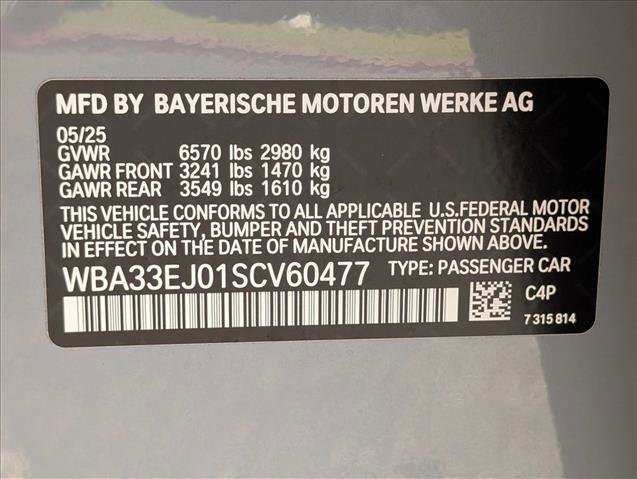 MFD BY BAYERISCHE MOTOREN WERKE AG
05/25
GVWR 6570 lbs 2980 kg
GAWR FRONT 3241 lbs 1470 kg
GAWR REAR 3549 lbs 1610 kg
THIS VEHICLE CONFORMS TO ALL APPLICABLE U.S.FEDERAL MOTOR
VEHICLE SAFETY, BUMPER AND THEFT PREVENTION STANDARDS
IN EFFECT ON THE DATE OF MANUFACTURE SHOWN ABOVE.
WBA33EJ01SCV60477 TYPE: PASSENGER CAR
C4P
7 315 814